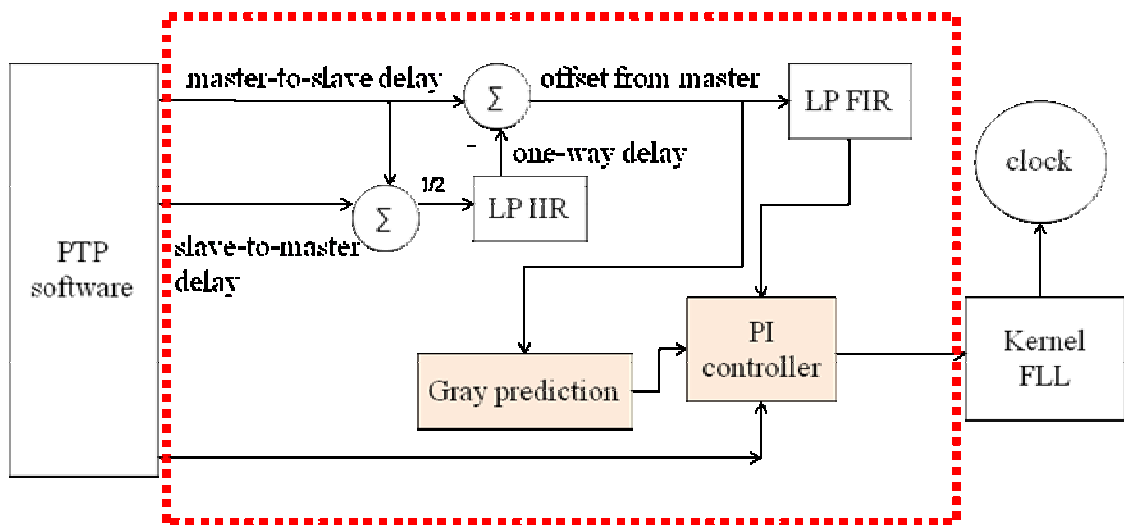 master-to-slave delay
Σ
offset from master
LP FIR
clock
-
one-way delay
1/2
LP IIR
Σ
slave-to-master
delay
PTP
software
PI
controller
Kernel
FLL
Gray prediction